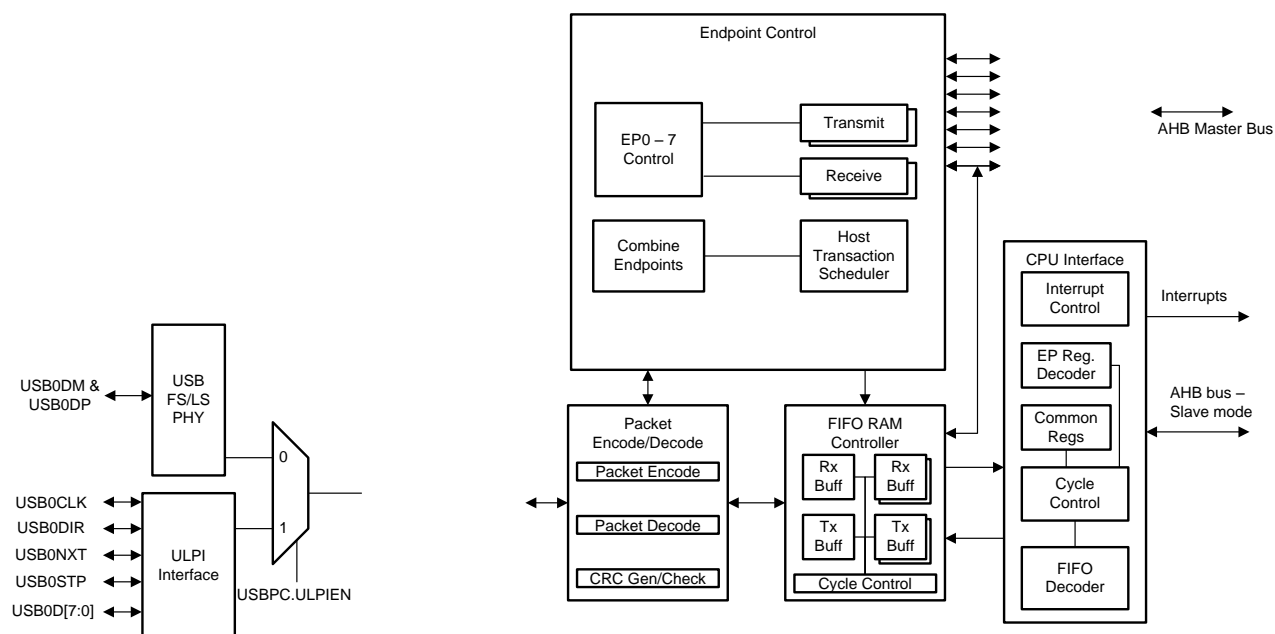 Endpoint Control
EP0 – 7
Control
Transmit
Receive
Combine
Endpoints
Host
Transaction
Scheduler
AHB Master Bus
CPU Interface
Interrupt
Control
Interrupts
EP Reg.
Decoder
Common
Regs
AHB bus –
Slave mode
Cycle
Control
FIFO
Decoder
USB0DM &
USB0DP
USB
FS/LS
PHY
0
1
USB0CLK
USB0DIR
USB0NXT
USB0STP
USB0D[7:0]
ULPI
Interface
USBPC.ULPIEN
Packet
Encode/Decode
Packet Encode
Packet Decode
CRC Gen/Check
FIFO RAM
Controller
Rx
Buff
Rx
Buff
Tx
Buff
Tx
Buff
Cycle Control